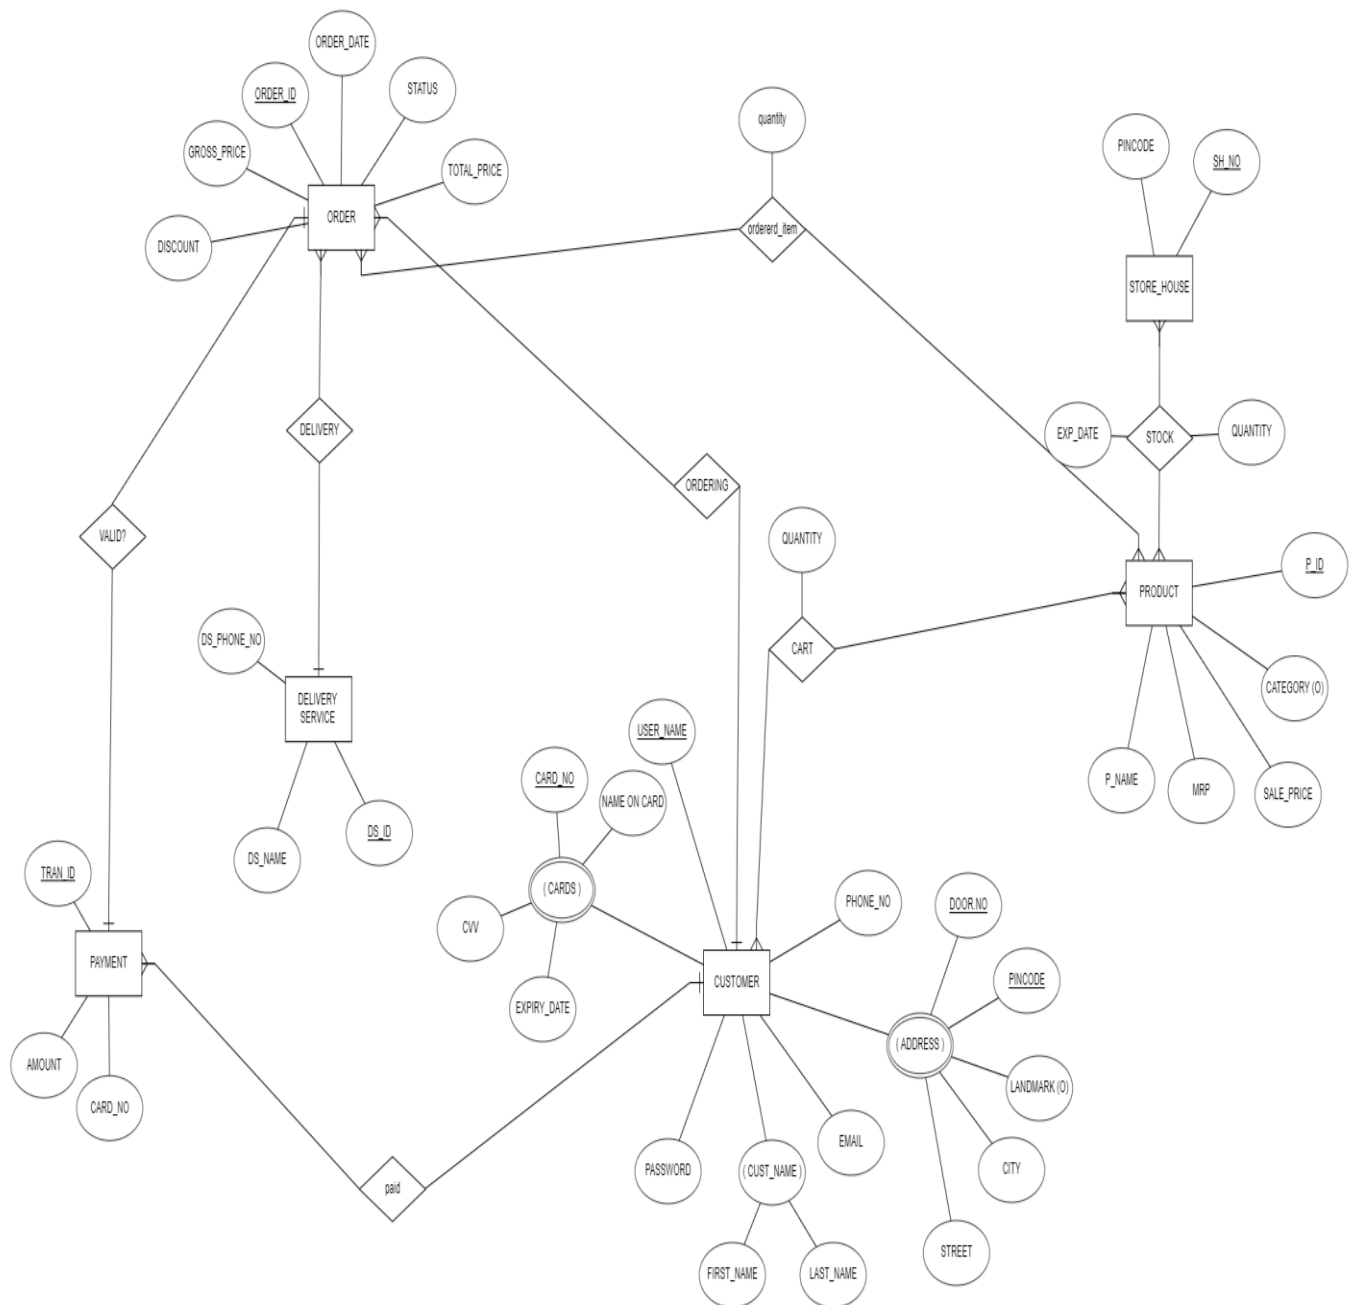 ORDER_DATE
ORDER_ID
STATUS
GROSS_PRICE
TOTAL_PRICE
DISCOUNT
ORDER
quantity
ordererd_item
PINCODE
SH_NO
STORE_HOUSE
EXP_DATE
STOCK
QUANTITY
DELIVERY
ORDERING
VALID?
QUANTITY
CART
P_ID
PRODUCT
CATEGORY (O)
P_NAME
MRP
SALE_PRICE
DS_PHONE_NO
DELIVERY
SERVICE
DS_NAME
DS_ID
USER_NAME
CARD_NO
NAME ON CARD
( CARDS )
CVV
EXPIRY_DATE
TRAN_ID
PAYMENT
AMOUNT
CARD_NO
PHONE_NO
CUSTOMER
DOOR.NO
PINCODE
( ADDRESS )
LANDMARK (O)
CITY
STREET
EMAIL
PASSWORD
( CUST_NAME )
FIRST_NAME
LAST_NAME
paid